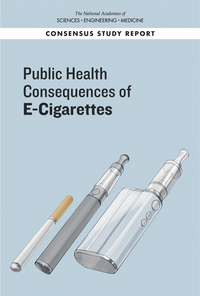 The National Academies of
SCIENCES • ENGINEERING • MEDICINE
CONSENSUS STUDY REPORT
Public Health
Consequences of
E-Cigarettes